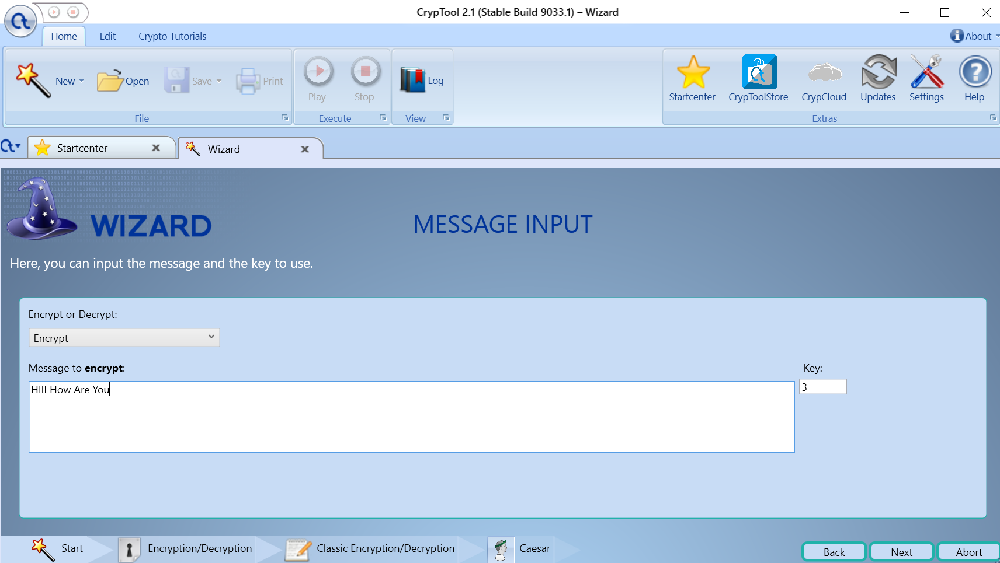 CrypTool 2.1 (Stable Build 9033.1) – Wizard
Home Edit Crypto Tutorials About
New Open Save Print Play Stop Log Startcenter CrypToolStore CrypCloud Updates Settings Help
File Execute View Extras
Startcenter Wizard
WIZARD
MESSAGE INPUT
Here, you can input the message and the key to use.
Encrypt or Decrypt:
Encrypt
Message to encrypt: Key:
HIII How Are You 3
Start Encryption/Decryption Classic Encryption/Decryption Caesar Back Next Abort